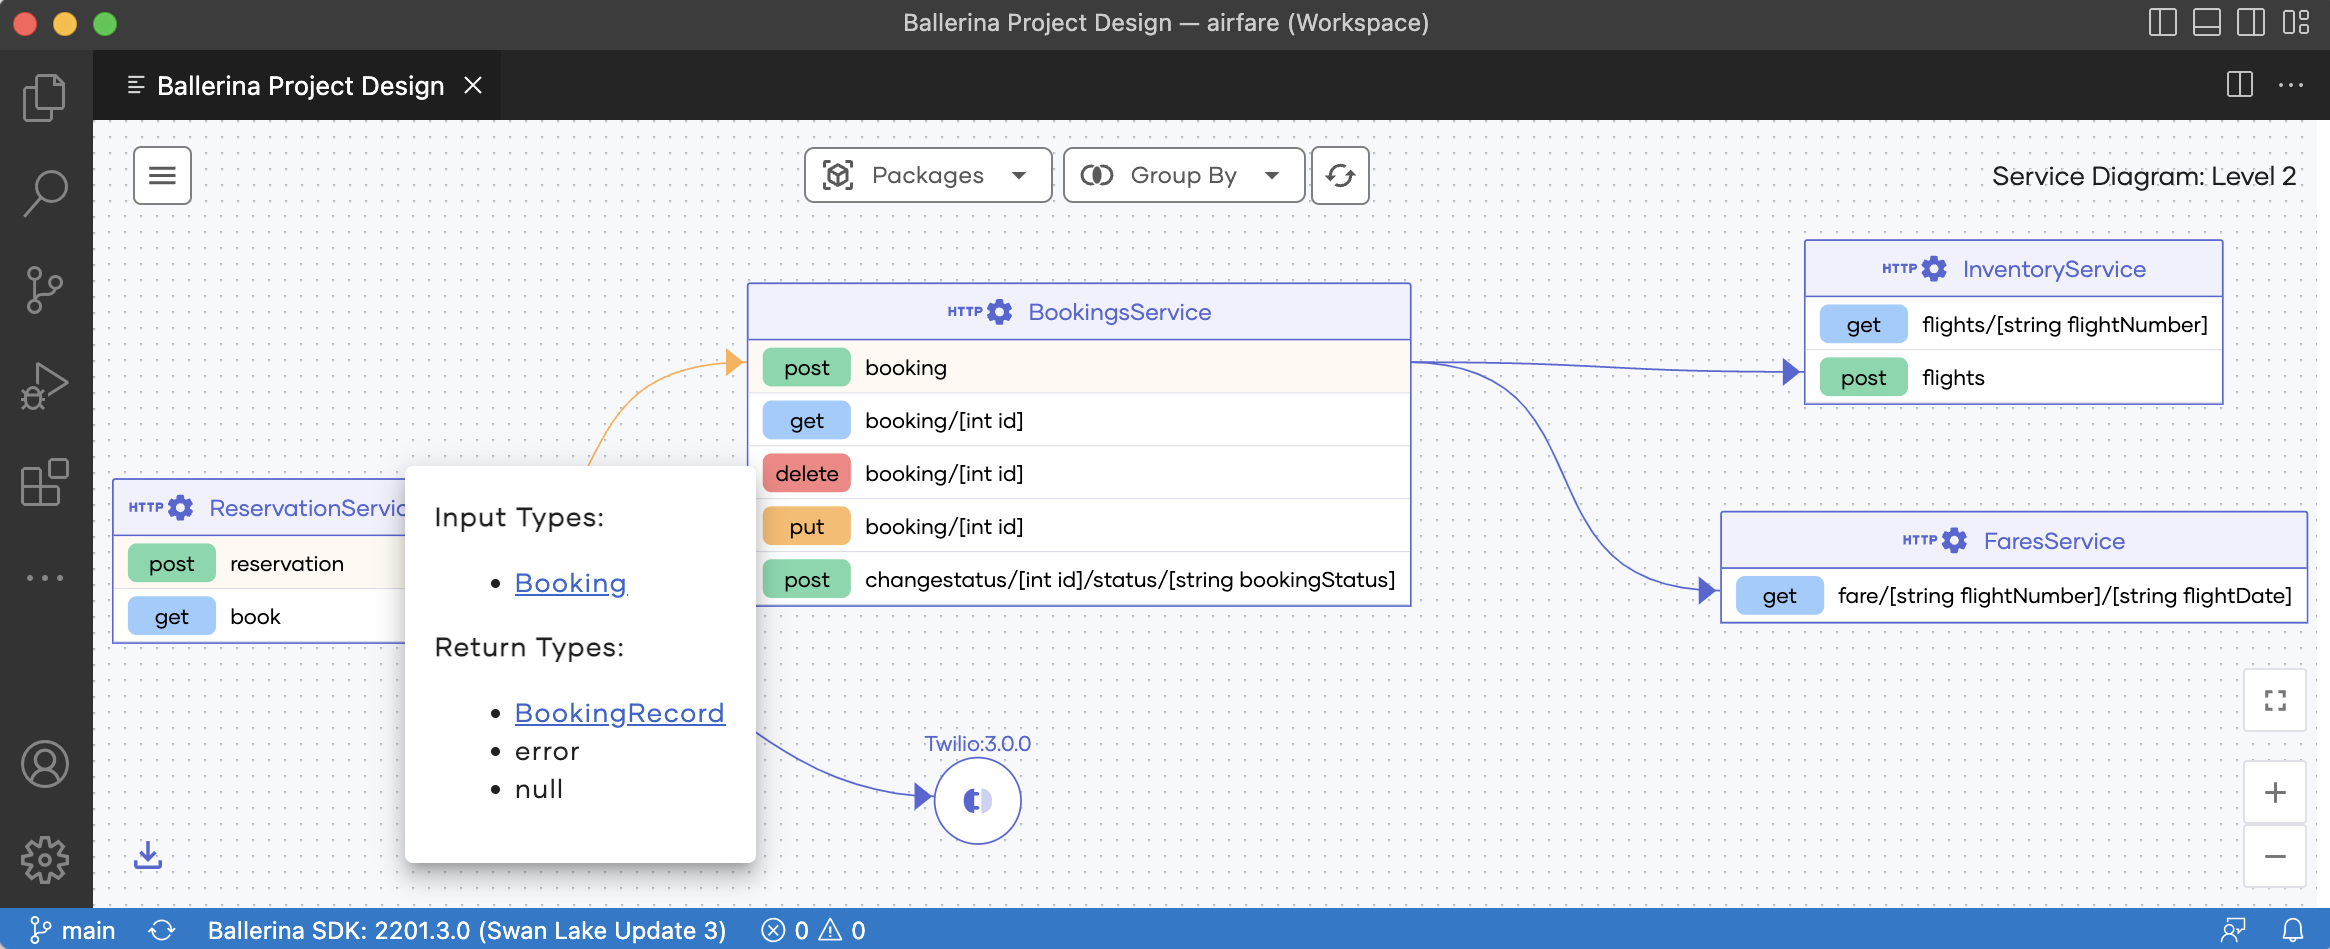 Ballerina Project Design — airfare (Workspace)
Ballerina Project Design
Packages
Group By
Service Diagram: Level 2
HTTP InventoryService
get flights/[string flightNumber]
post flights
HTTP BookingsService
post booking
get booking/[int id]
delete booking/[int id]
put booking/[int id]
post changestatus/[int id]/status/[string bookingStatus]
HTTP ReservationServic
post reservation
get book
Input Types:
Booking
Return Types:
BookingRecord
error
null
HTTP FaresService
get fare/[string flightNumber]/[string flightDate]
Twilio:3.0.0
main
Ballerina SDK: 2201.3.0 (Swan Lake Update 3)
0
0